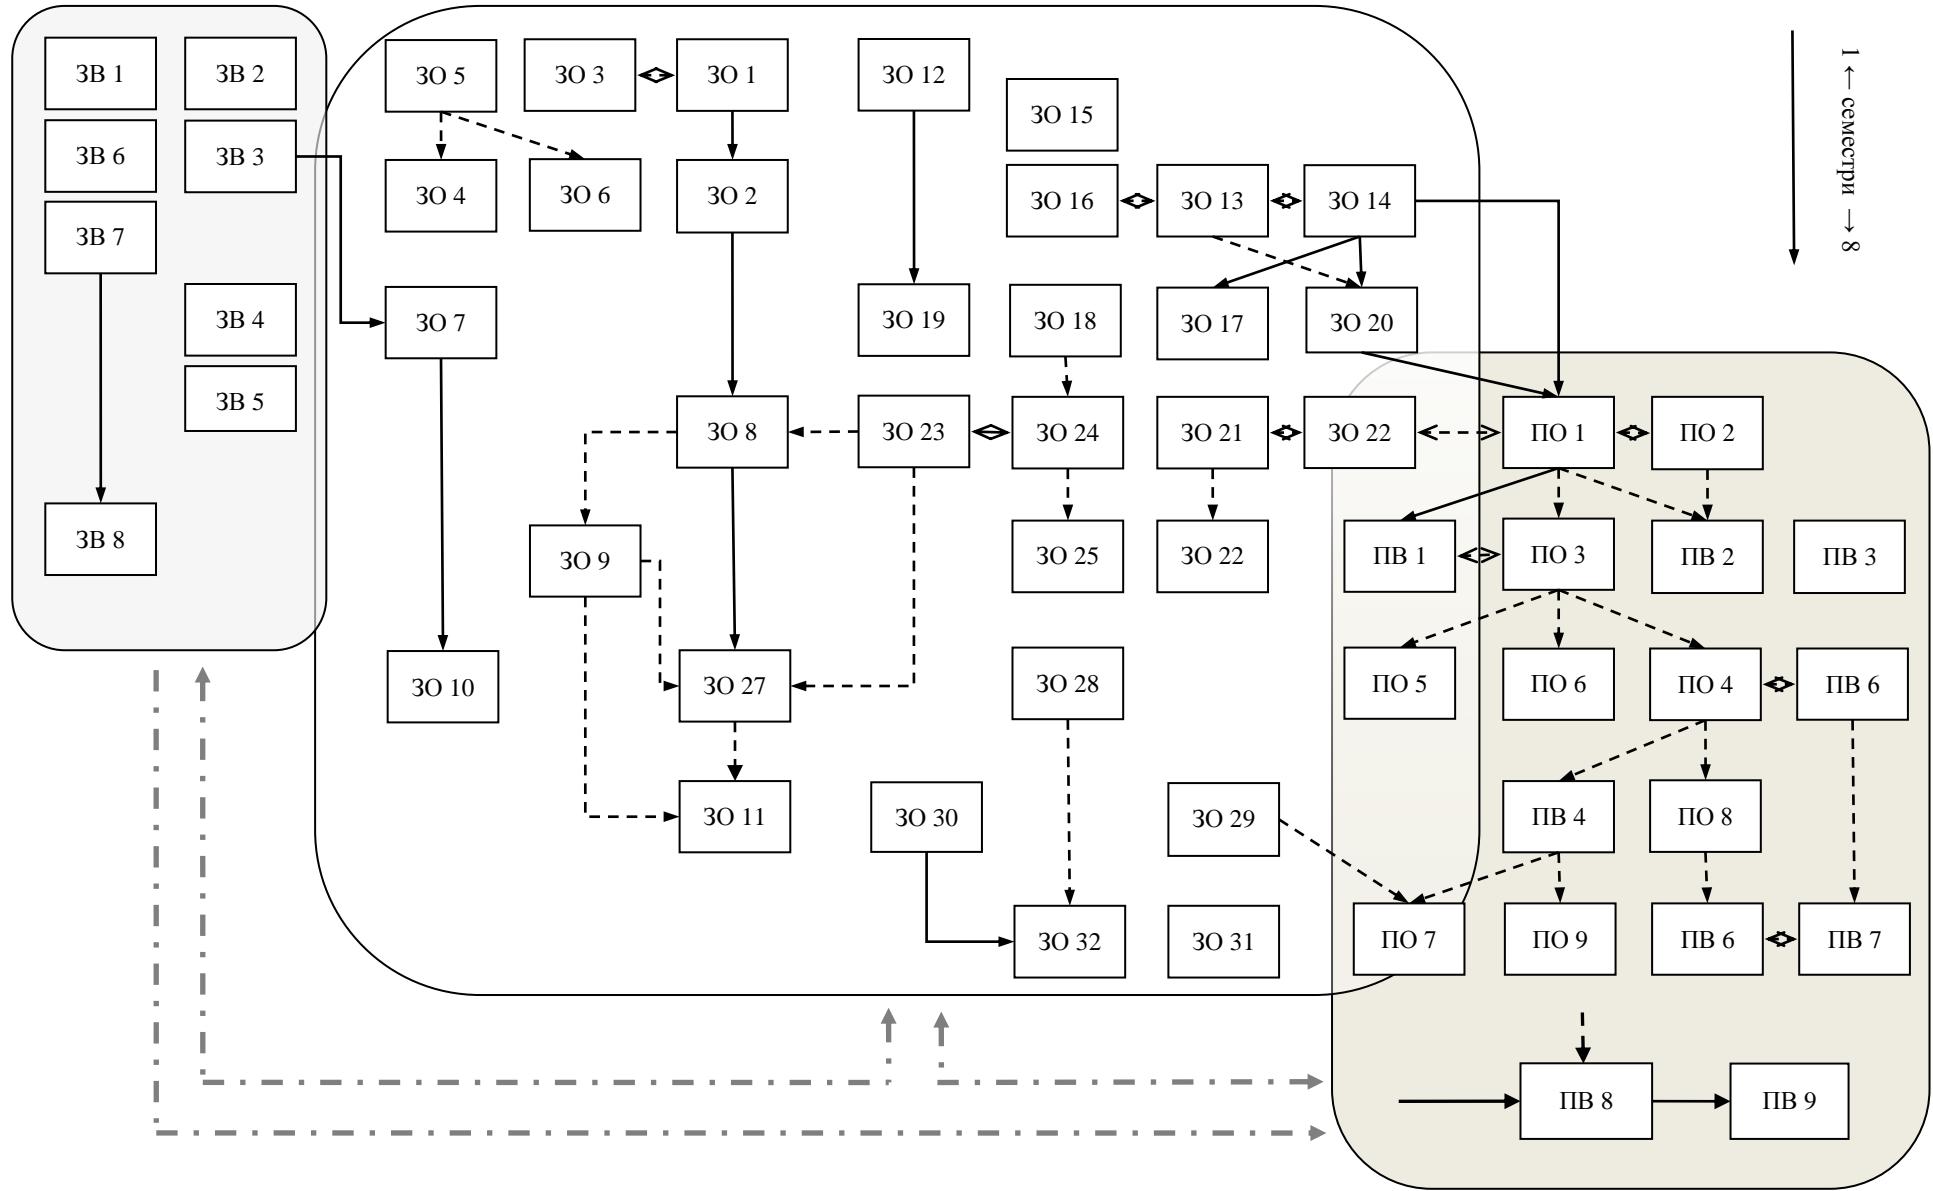 ЗВ 1
ЗВ 2
ЗВ 6
ЗВ 3
ЗВ 7
ЗВ 4
ЗВ 5
ЗВ 8
ЗО 5
ЗО 3
ЗО 1
ЗО 12
ЗО 15
ЗО 4
ЗО 6
ЗО 2
ЗО 16
ЗО 13
ЗО 14
ЗО 7
ЗО 19
ЗО 18
ЗО 17
ЗО 20
ЗО 8
ЗО 23
ЗО 24
ЗО 21
ЗО 22
ЗО 9
ЗО 25
ЗО 22
ЗО 10
ЗО 27
ЗО 28
ЗО 11
ЗО 30
ЗО 29
ЗО 32
ЗО 31
1 ← семестри → 8
ПО 1
ПО 2
ПВ 1
ПО 3
ПВ 2
ПВ 3
ПО 5
ПО 6
ПО 4
ПВ 6
ПВ 4
ПО 8
ПО 7
ПО 9
ПВ 6
ПВ 7
ПВ 8
ПВ 9